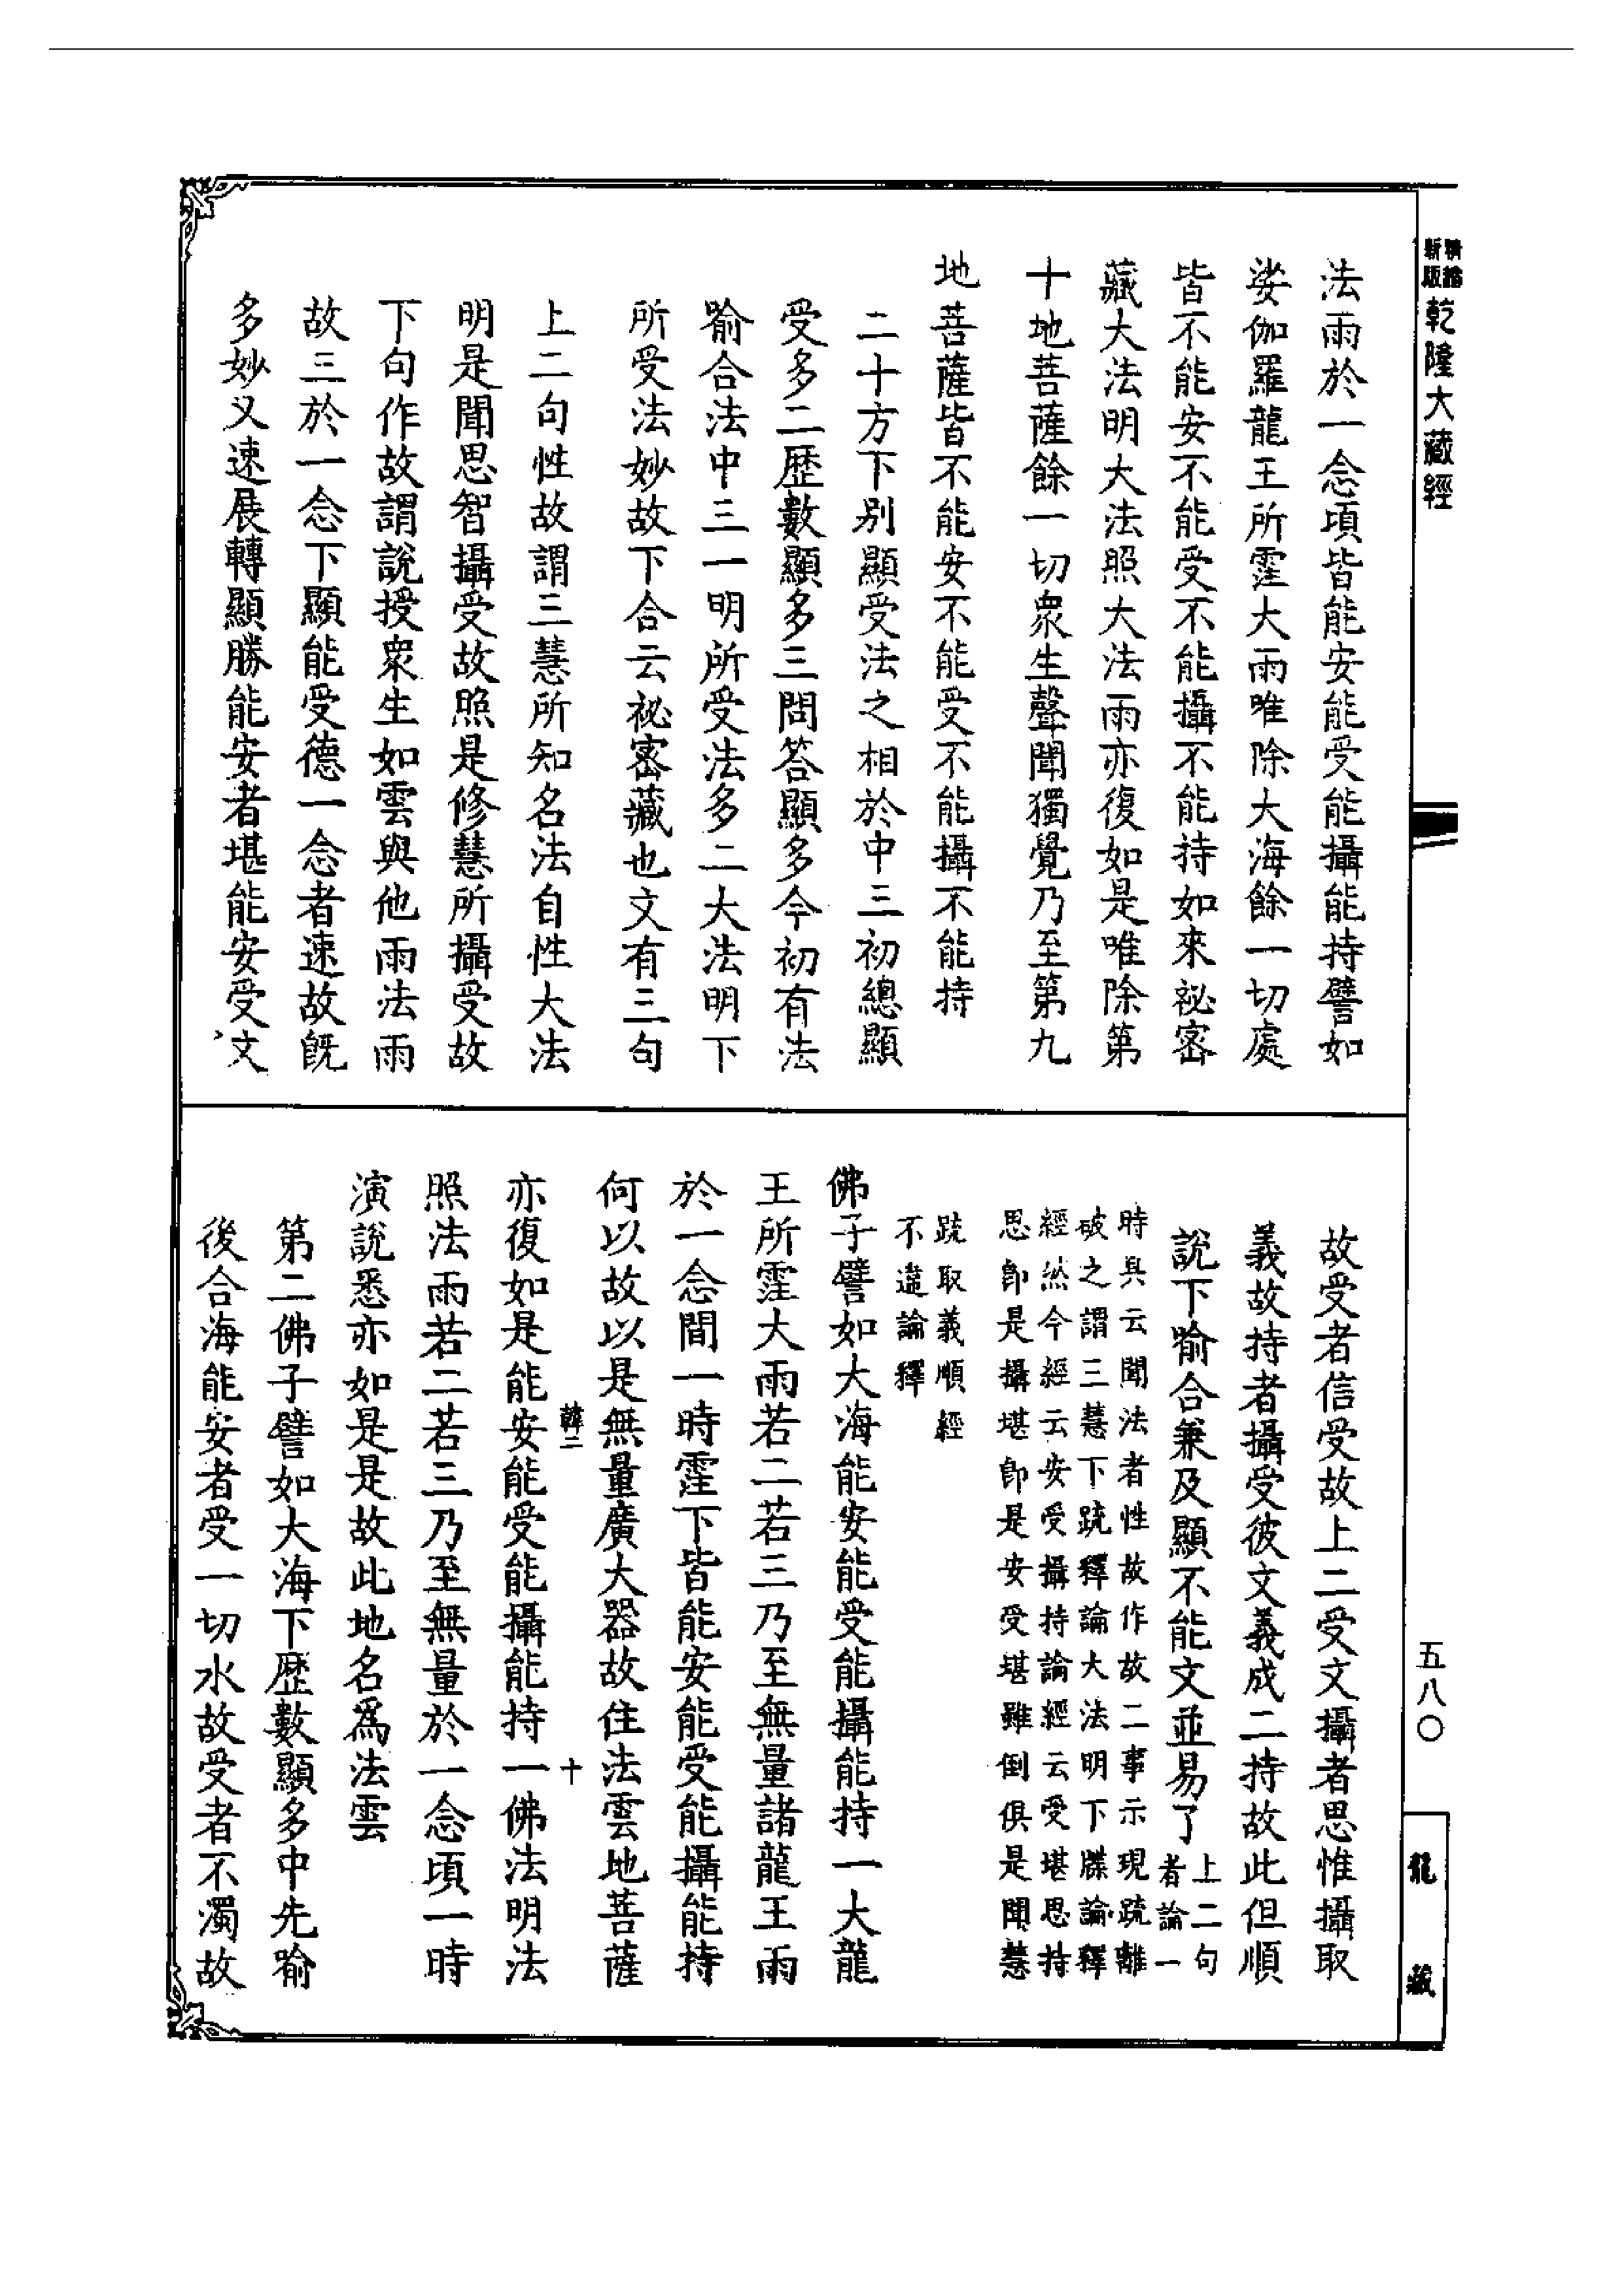 新版
乾隆大藏經
法雨於一念頃皆能安能受能攝能持譬如
娑伽羅龍王所霔大雨唯除大海餘一切處
皆不能安不能受不能攝不能持如來祕密
藏大法明大法照大法雨亦復如是唯除第
十地菩薩餘一切衆生聲聞獨覺乃至第九
地菩薩皆不能安不能受不能攝不能持
二十方下別顯受法之相於中三初總顯
受多二歷數顯多三問答顯多今初有法
喻合法中三一明所受法多二大法明下
所受法妙故下合云祕密藏也文有三句
上二句性故謂三慧所知名法自性大法
明是聞思智攝受故照是修慧所攝受故
下句作故謂說授衆生如雲與他雨法雨
故三於一念下顯能受德一念者速故旣
多妙又速展轉顯勝能安者堪能安受文
故受者信受故上二受文攝者思惟攝取
義故持者攝受彼文義成二持故此但順
說下喻合兼及顯不能文並易了
上二句
者論一
時具云聞法者性故作故二事示現䟽離
破之謂三慧下䟽釋論大法明下牒論釋
經然今經云安受攝持論經云受堪思持
思卽是攝堪卽是安受堪雖倒俱是聞慧
䟽取義順經
不違論釋
佛子譬如大海能安能受能攝能持一大龍
王所霔大雨若二若三乃至無量諸龍王雨
於一念間一時霔下皆能安能受能攝能持
何以故以是無量廣大器故住法雲地菩薩
韓二
十
亦復如是能安能受能攝能持一佛法明法
照法雨若二若三乃至無量於一念頃一時
演說悉亦如是是故此地名爲法雲
第二佛子譬如大海下歷數顯多中先喻
後合海能安者受一切水故受者不濁故
五八〇
龍藏